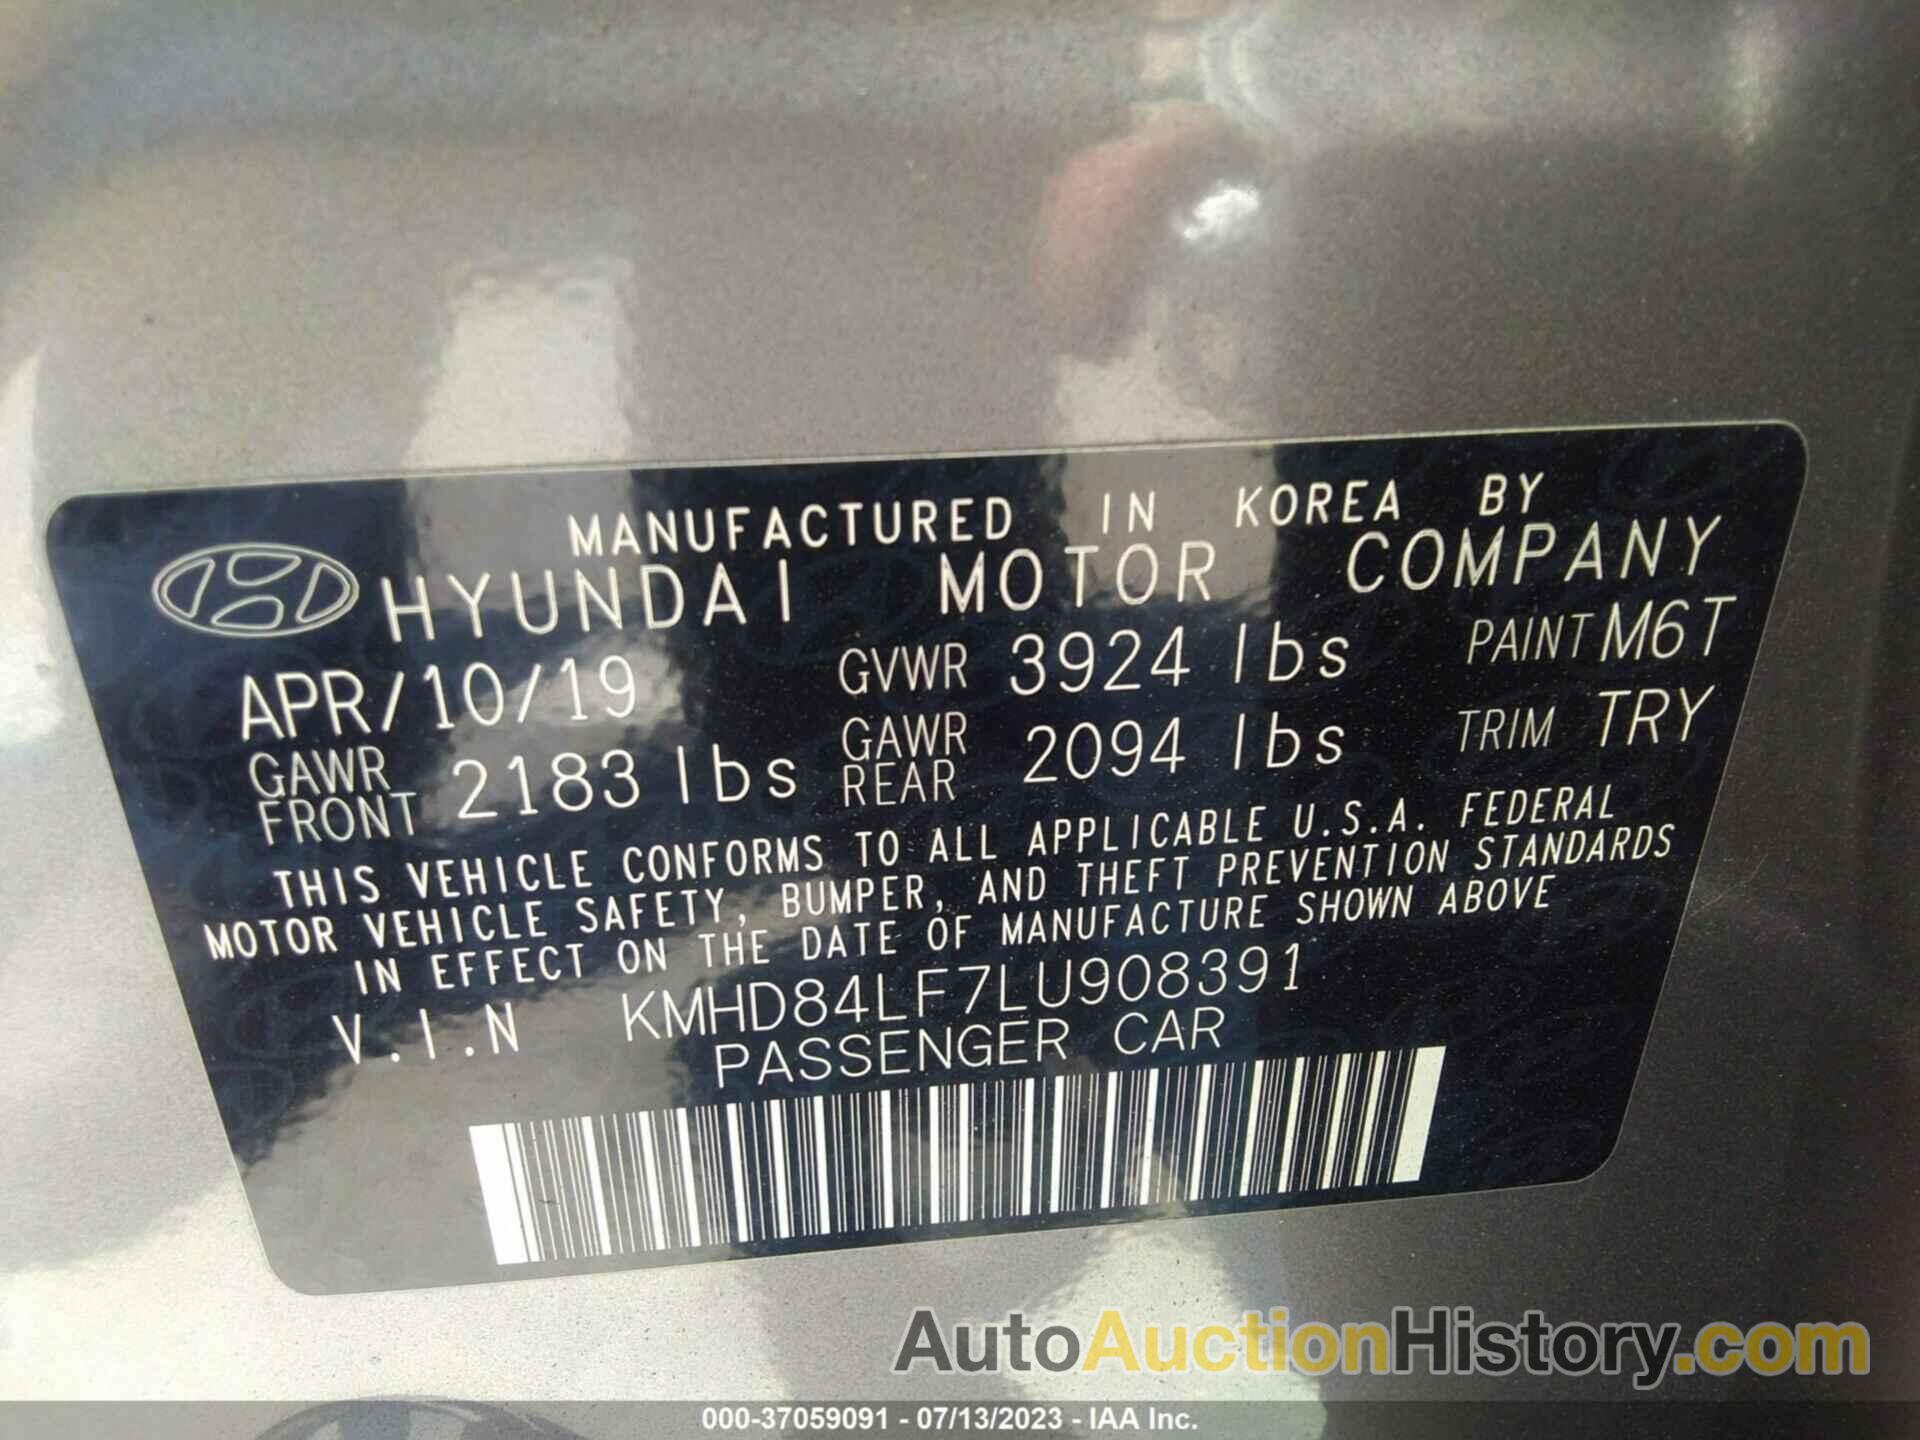 MANUFACTURED IN KOREA BY
HYUNDAI MOTOR COMPANY
APR/10/19 GVWR 3924 lbs PAINT M6T
GAWR FRONT 2183 lbs GAWR REAR 2094 lbs TRIM TRY
THIS VEHICLE CONFORMS TO ALL APPLICABLE U.S.A. FEDERAL
MOTOR VEHICLE SAFETY, BUMPER, AND THEFT PREVENTION STANDARDS
IN EFFECT ON THE DATE OF MANUFACTURE SHOWN ABOVE
V.I.N KMHD84LF7LU908391
PASSENGER CAR
AutoAuctionHistory.com
000-37059091 - 07/13/2023 - IAA Inc.